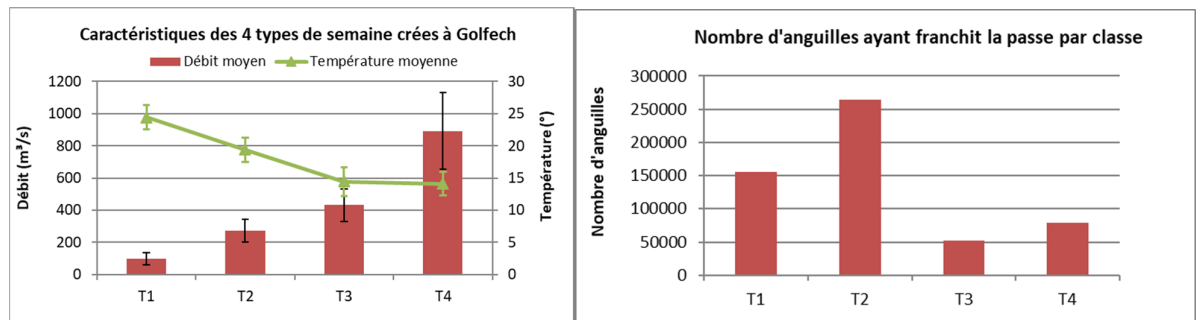 Caractéristiques des 4 types de semaine crées à Golfech
Débit moyen Température moyenne
1200
1000
800
600
400
200
0
Débit (m³/s)
30
25
20
15
10
5
0
Température (°)
T1 T2 T3 T4
Nombre d'anguilles ayant franchit la passe par classe
300000
250000
200000
150000
100000
50000
0
Nombre d'anguilles
T1 T2 T3 T4